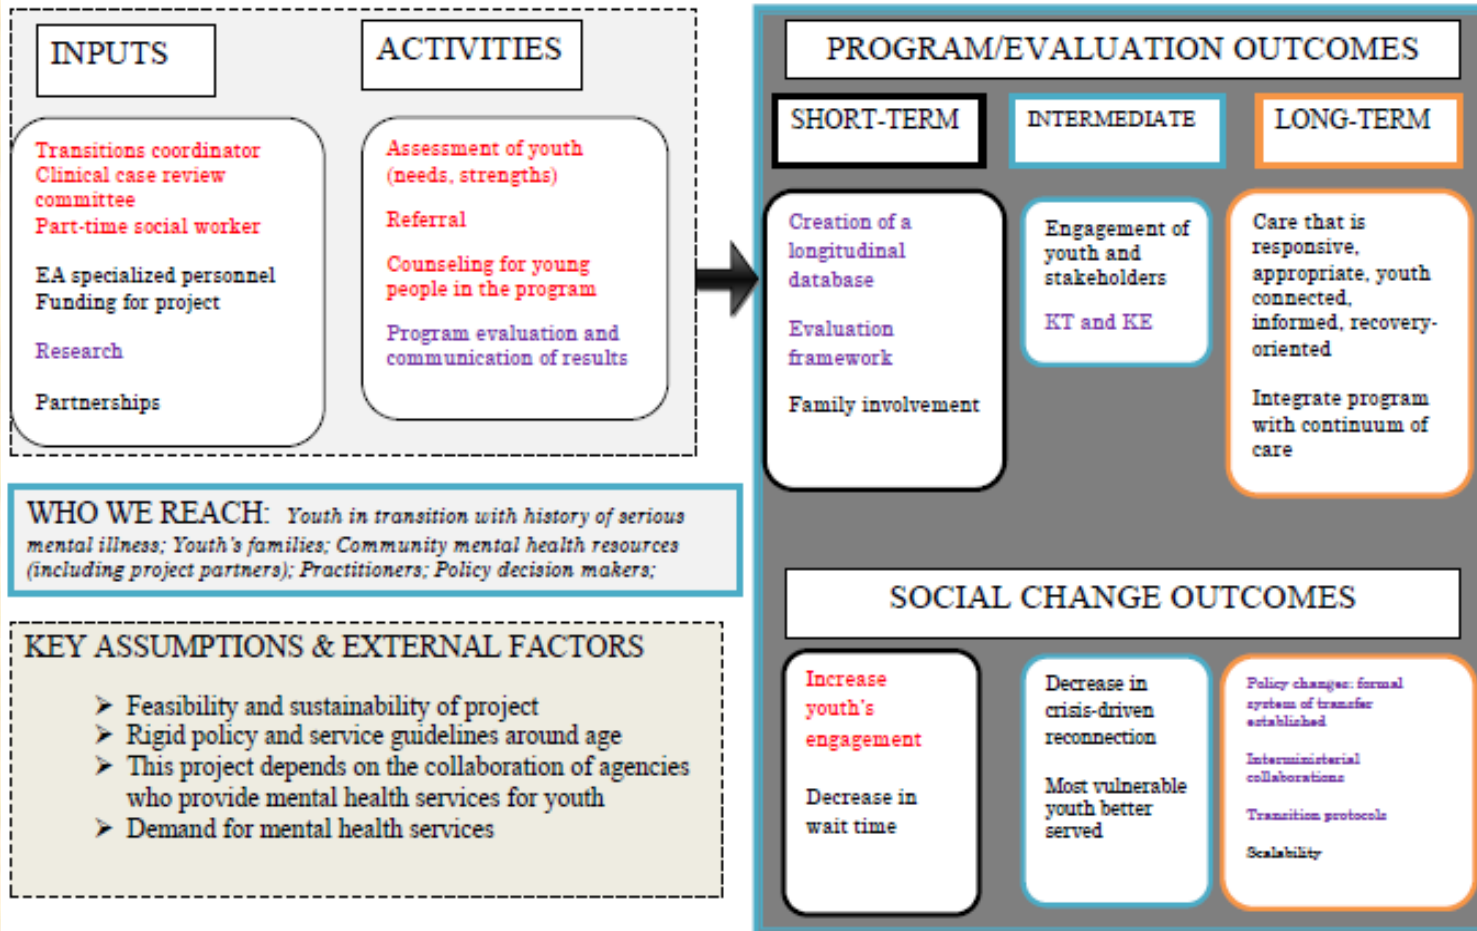 INPUTS
ACTIVITIES
Transitions coordinator
Clinical case review
committee
Part-time social worker
EA specialized personnel
Funding for project
Research
Partnerships
Assessment of youth
(needs, strengths)
Referral
Counseling for young
people in the program
Program evaluation and
communication of results
WHO WE REACH: Youth in transition with history of serious
mental illness; Youth's families; Community mental health resources
(including project partners); Practitioners; Policy decision makers;
KEY ASSUMPTIONS & EXTERNAL FACTORS
➢ Feasibility and sustainability of project
➢ Rigid policy and service guidelines around age
➢ This project depends on the collaboration of agencies
who provide mental health services for youth
➢ Demand for mental health services
PROGRAM/EVALUATION OUTCOMES
SHORT-TERM
INTERMEDIATE
LONG-TERM
Creation of a
longitudinal
database
Evaluation
framework
Family involvement
Engagement of
youth and
stakeholders
KT and KE
Care that is
responsive,
appropriate, youth
connected,
informed, recovery-
oriented
Integrate program
with continuum of
care
SOCIAL CHANGE OUTCOMES
Increase
youth's
engagement
Decrease in
wait time
Decrease in
crisis-driven
reconnection
Most vulnerable
youth better
served
Policy changes: formal
system of transfer
established
Interministerial
collaborations
Transition protocols
Scalability